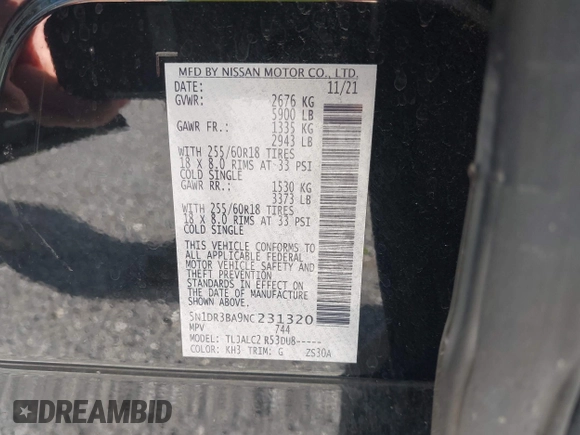 MFD BY NISSAN MOTOR CO., LTD.
DATE: 11/21
GVWR: 2676 KG
5900 LB
GAWR FR.: 1335 KG
2943 LB
WITH 255/60R18 TIRES
18 X 8.0 RIMS AT 33 PSI
COLD SINGLE
GAWR RR.: 1530 KG
3373 LB
WITH 255/60R18 TIRES
18 X 8.0 RIMS AT 33 PSI
COLD SINGLE
THIS VEHICLE CONFORMS TO
ALL APPLICABLE FEDERAL
MOTOR VEHICLE SAFETY AND
THEFT PREVENTION
STANDARDS IN EFFECT ON
THE DATE OF MANUFACTURE
SHOWN ABOVE.
5N1DR3BA9NC231320
MPV 744
MODEL: TLJALC2 R53DU8-----
COLOR: KH3 TRIM: G ZS30A
DREAMBID